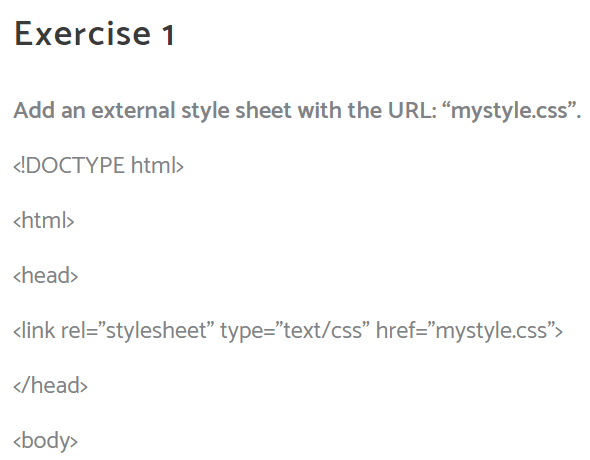 Exercise 1
Add an external style sheet with the URL: “mystyle.css”.
<!DOCTYPE html>
<html>
<head>
<link rel=”stylesheet” type=”text/css” href=”mystyle.css”>
</head>
<body>